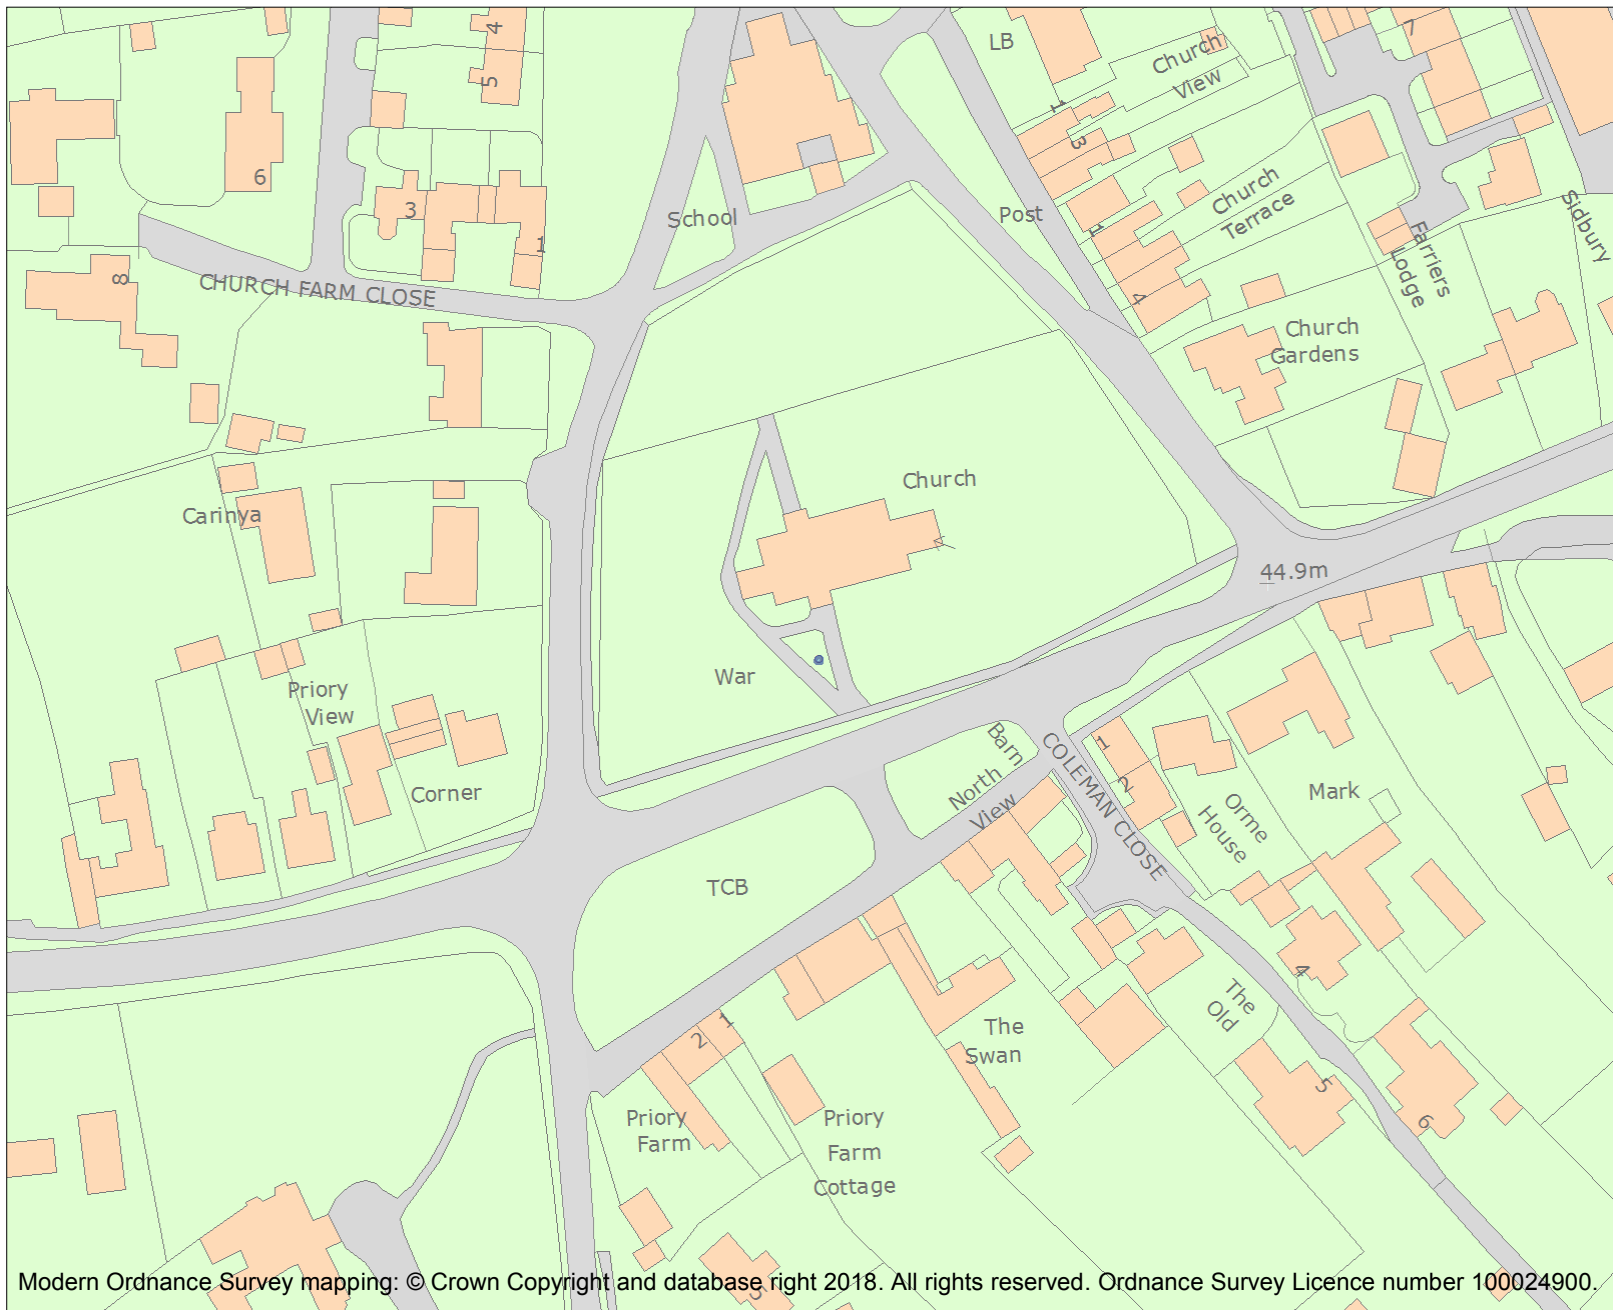 4
5
LB
Church
View
7
1
3
6
3
1
School
Post
Church
Terrace
1
4
Sidbury
Farriers
Lodge
8
CHURCH FARM CLOSE
Church
Gardens
Church
Carinya
44.9m
War
Priory
View
Corner
Barn
North
View
COLEMAN CLOSE
1
2
Orme
House
Mark
TCB
4
The
Old
The
Swan
2
1
5
6
Priory
Farm
Priory
Farm
Cottage
5
Modern Ordnance Survey mapping: © Crown Copyright and database right 2018. All rights reserved. Ordnance Survey Licence number 100024900.